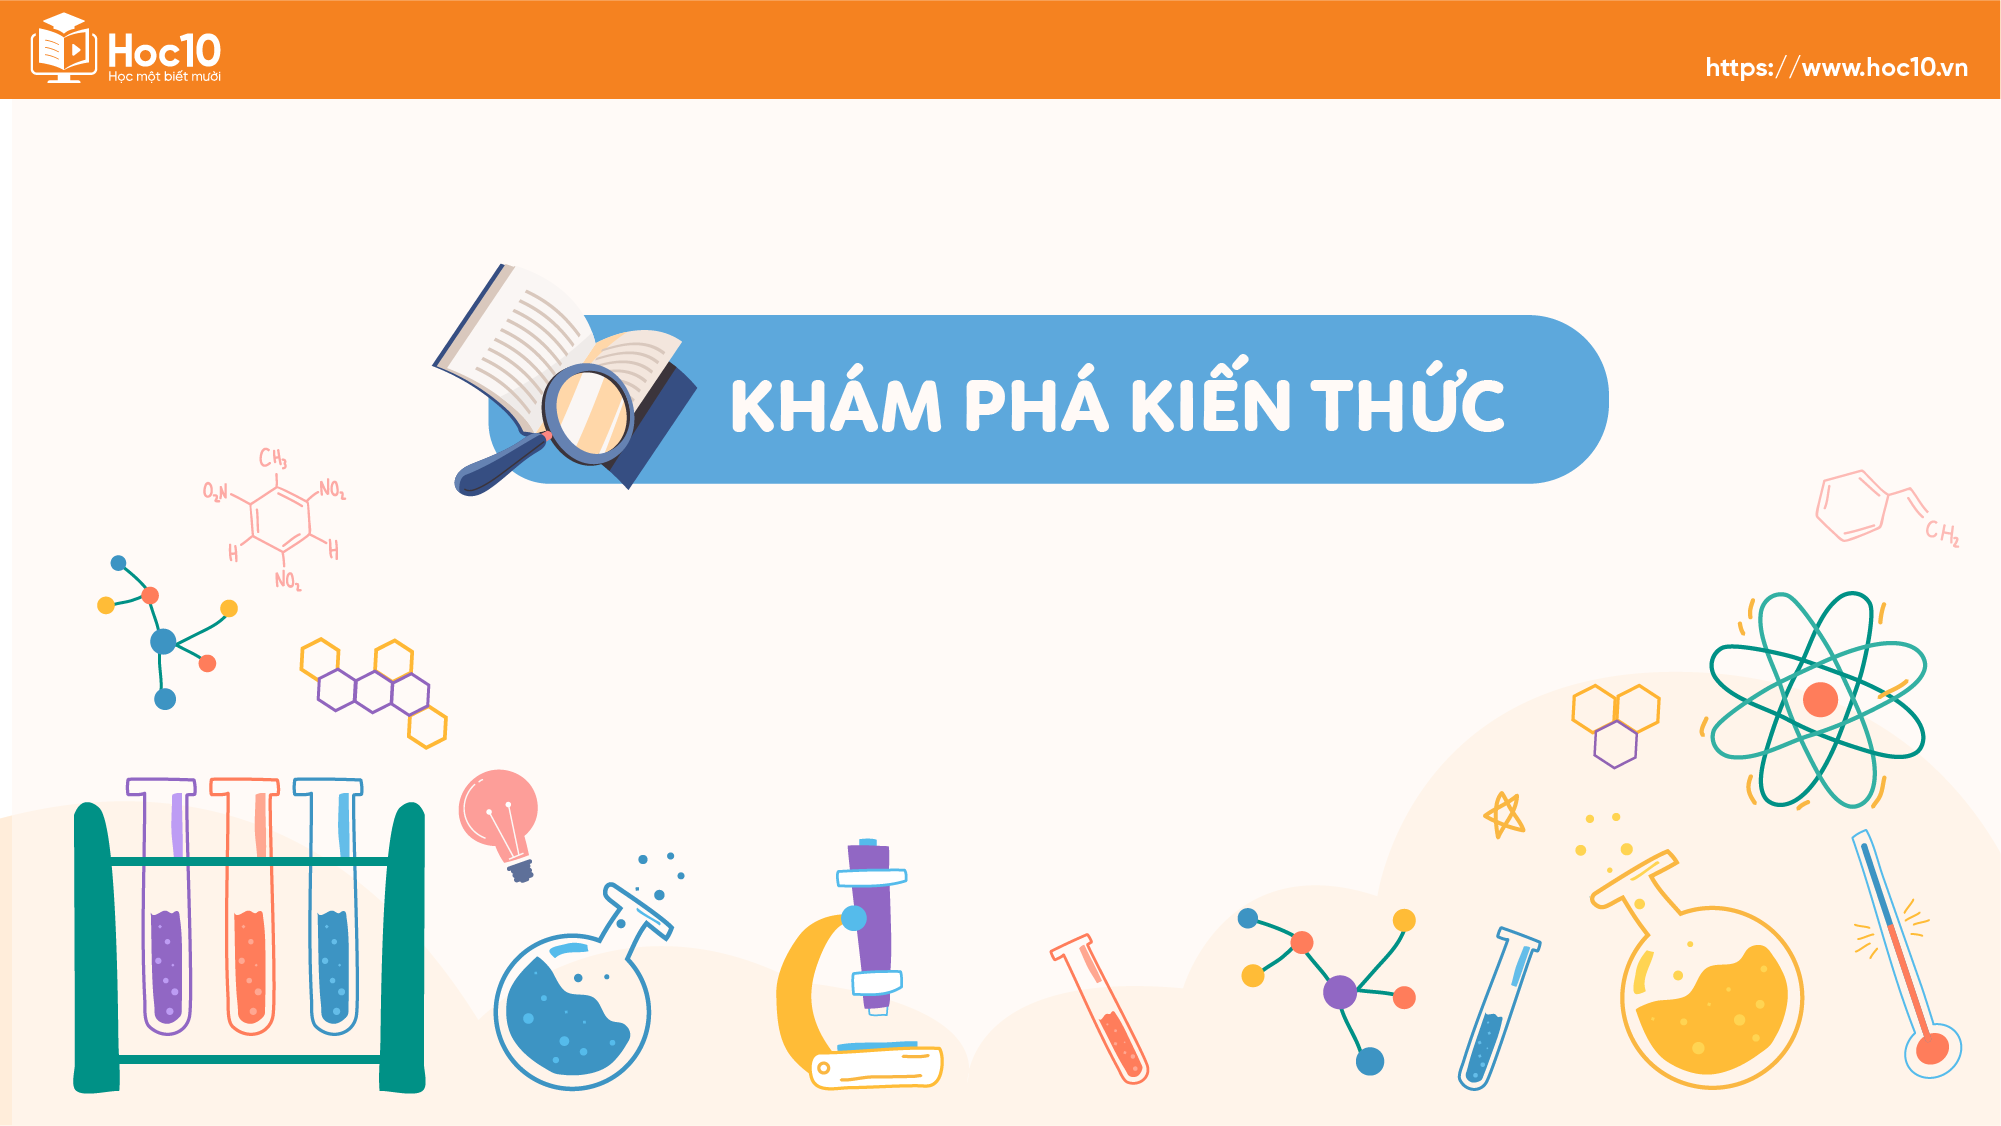 Hoc10
Học một biết mười
https://www.hoc10.vn
KHÁM PHÁ KIẾN THỨC
CH3
O2N
NO2
H
H
NO2
CH2